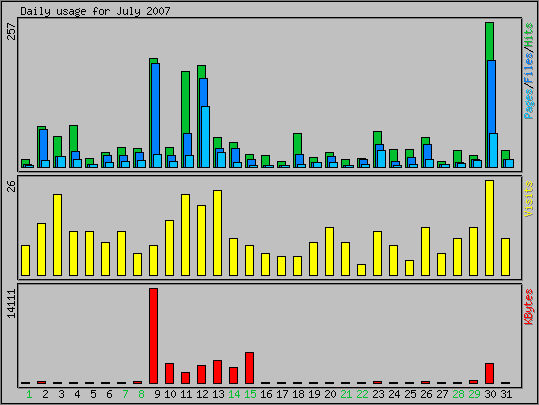 Daily usage for July 2007
257
Pages/Files/Hits
26
Visits
14111
KBytes
1 2 3 4 5 6 7 8 9 10 11 12 13 14 15 16 17 18 19 20 21 22 23 24 25 26 27 28 29 30 31